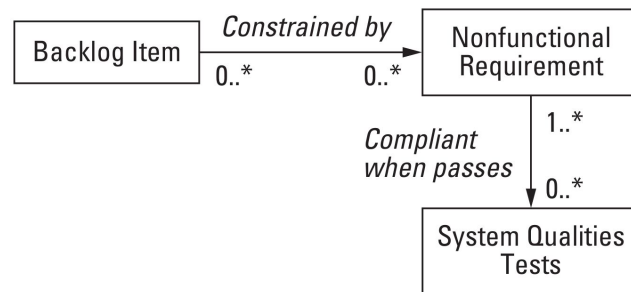 Constrained by
Backlog Item
0..*
0..*
Nonfunctional
Requirement
1..*
Compliant
when passes
0..*
System Qualities
Tests